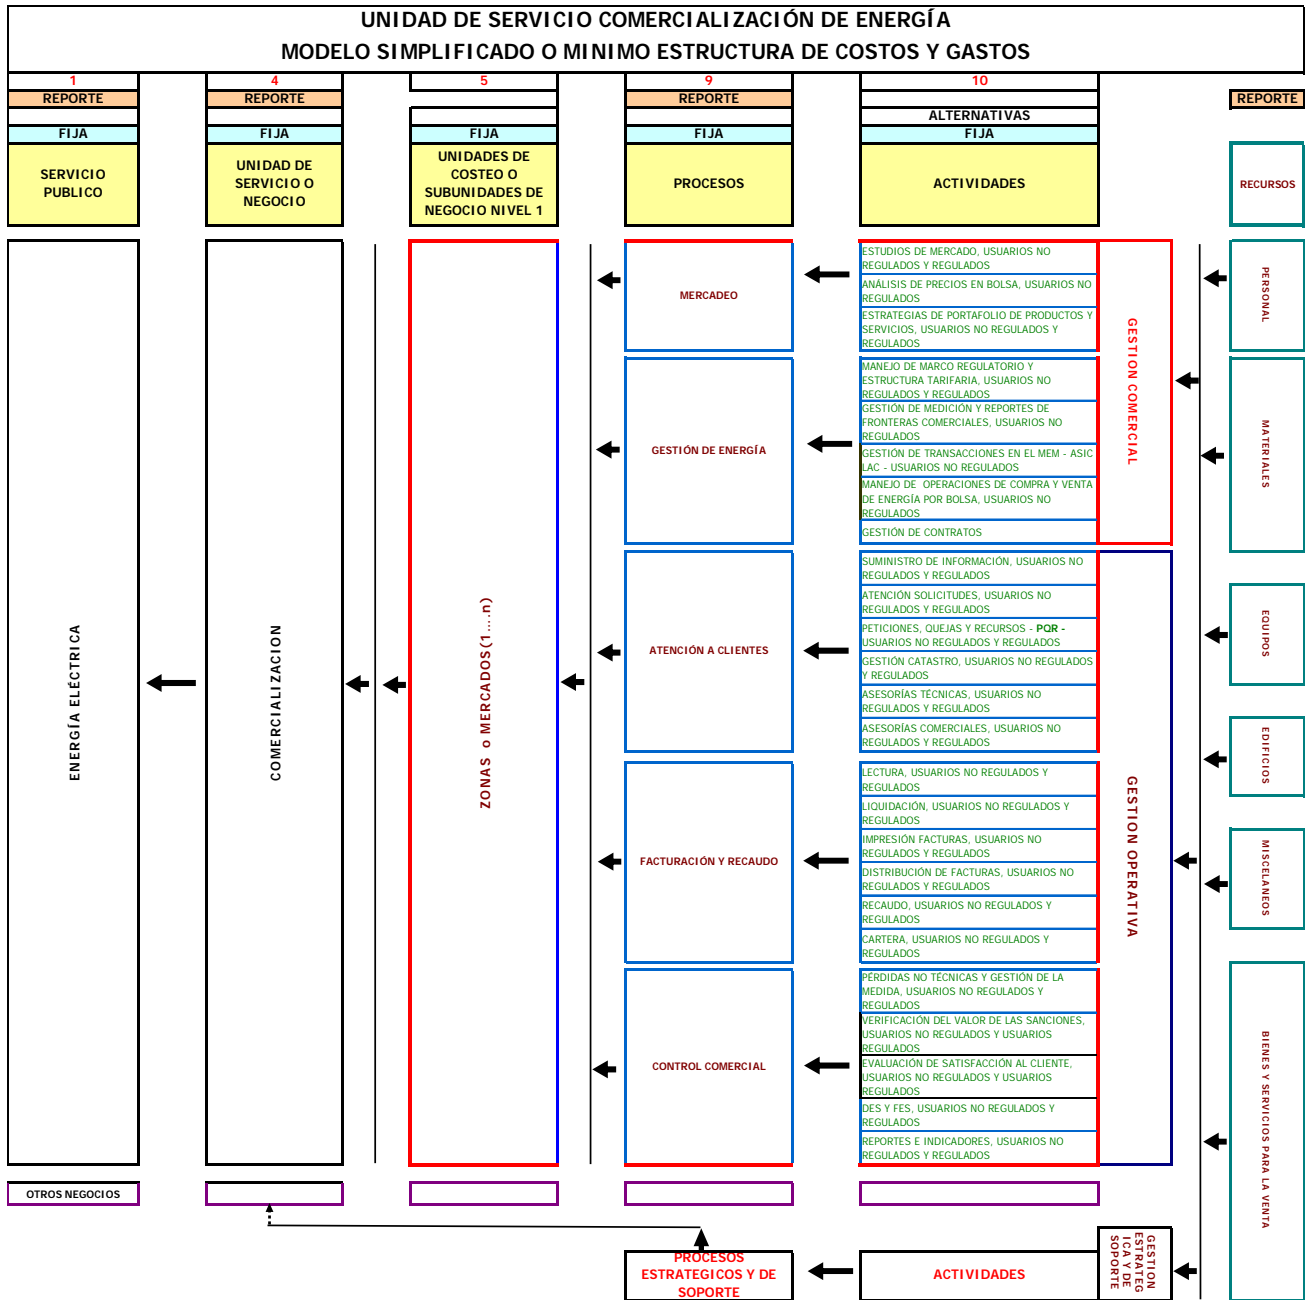 UNIDAD DE SERVICIO COMERCIALIZACIÓN DE ENERGÍA
MODELO SIMPLIFICADO O MINIMO ESTRUCTURA DE COSTOS Y GASTOS
1
REPORTE
FIJA
SERVICIO
PUBLICO
4
REPORTE
FIJA
UNIDAD DE
SERVICIO O
NEGOCIO
5
FIJA
UNIDADES DE
COSTEO O
SUBUNIDADES DE
NEGOCIO NIVEL 1
9
REPORTE
FIJA
PROCESOS
10
ALTERNATIVAS
FIJA
ACTIVIDADES
REPORTE
RECURSOS
ENERGÍA ELÉCTRICA
COMERCIALIZACION
ZONAS o MERCADOS(1....n)
MERCADEO
ESTUDIOS DE MERCADO, USUARIOS NO
REGULADOS Y REGULADOS
ANÁLISIS DE PRECIOS EN BOLSA, USUARIOS NO
REGULADOS
ESTRATEGIAS DE PORTAFOLIO DE PRODUCTOS Y
SERVICIOS, USUARIOS NO REGULADOS Y
REGULADOS
GESTIÓN DE ENERGÍA
MANEJO DE MARCO REGULATORIO Y
ESTRUCTURA TARIFARIA, USUARIOS NO
REGULADOS Y REGULADOS
GESTIÓN DE MEDICIÓN Y REPORTES DE
FRONTERAS COMERCIALES, USUARIOS NO
REGULADOS
GESTIÓN DE TRANSACCIONES EN EL MEM - ASIC
LAC - USUARIOS NO REGULADOS
MANEJO DE OPERACIONES DE COMPRA Y VENTA
DE ENERGÍA POR BOLSA, USUARIOS NO
REGULADOS
GESTIÓN DE CONTRATOS
GESTION COMERCIAL
ATENCIÓN A CLIENTES
SUMINISTRO DE INFORMACIÓN, USUARIOS NO
REGULADOS Y REGULADOS
ATENCIÓN SOLICITUDES, USUARIOS NO
REGULADOS Y REGULADOS
PETICIONES, QUEJAS Y RECURSOS - PQR -
USUARIOS NO REGULADOS Y REGULADOS
GESTIÓN CATASTRO, USUARIOS NO REGULADOS
Y REGULADOS
ASESORÍAS TÉCNICAS, USUARIOS NO
REGULADOS Y REGULADOS
ASESORÍAS COMERCIALES, USUARIOS NO
REGULADOS Y REGULADOS
FACTURACIÓN Y RECAUDO
LECTURA, USUARIOS NO REGULADOS Y
REGULADOS
LIQUIDACIÓN, USUARIOS NO REGULADOS Y
REGULADOS
IMPRESIÓN FACTURAS, USUARIOS NO
REGULADOS Y REGULADOS
DISTRIBUCIÓN DE FACTURAS, USUARIOS NO
REGULADOS Y REGULADOS
RECAUDO, USUARIOS NO REGULADOS Y
REGULADOS
CARTERA, USUARIOS NO REGULADOS Y
REGULADOS
CONTROL COMERCIAL
PÉRDIDAS NO TÉCNICAS Y GESTIÓN DE LA
MEDIDA, USUARIOS NO REGULADOS Y
REGULADOS
VERIFICACIÓN DEL VALOR DE LAS SANCIONES,
USUARIOS NO REGULADOS Y USUARIOS
REGULADOS
EVALUACIÓN DE SATISFACCIÓN AL CLIENTE,
USUARIOS NO REGULADOS Y USUARIOS
REGULADOS
DES Y FES, USUARIOS NO REGULADOS Y
REGULADOS
REPORTES E INDICADORES, USUARIOS NO
REGULADOS Y REGULADOS
GESTION OPERATIVA
PERSONAL
MATERIALES
EQUIPOS
EDIFICIOS
MISCELANEOS
BIENES Y SERVICIOS PARA LA VENTA
OTROS NEGOCIOS
PROCESOS
ESTRATEGICOS Y DE
SOPORTE
ACTIVIDADES
GESTION
ESTRATEG
ICA Y DE
SOPORTE